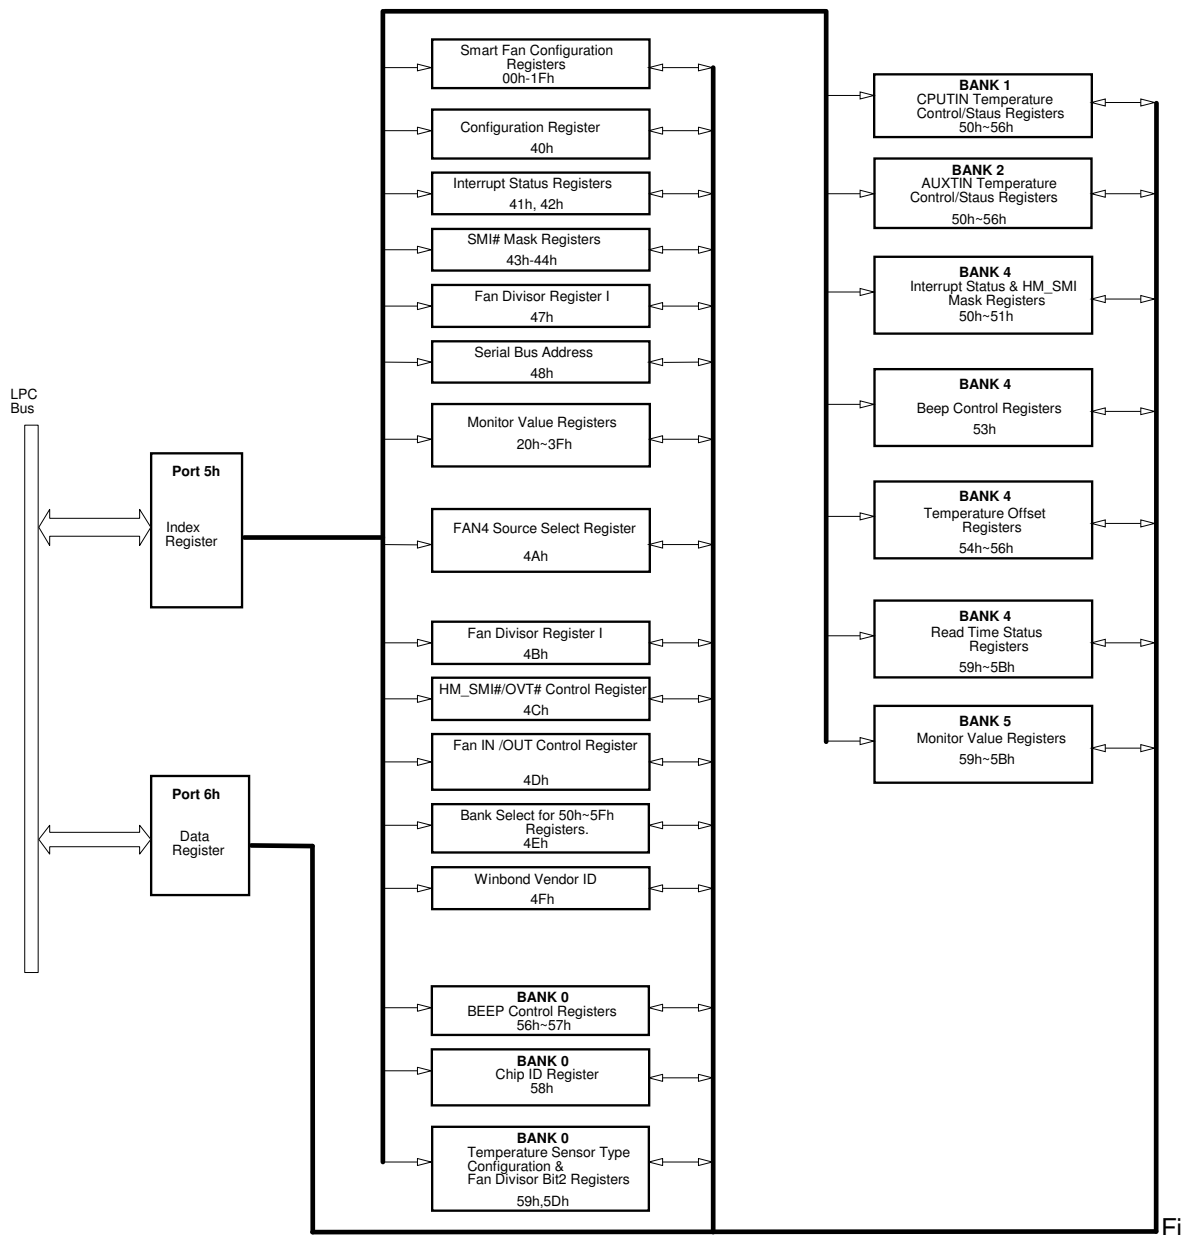 LPC
Bus
Port 5h
Index
Register
Port 6h
Data
Register
Smart Fan Configuration
Registers
00h-1Fh
Configuration Register
40h
Interrupt Status Registers
41h, 42h
SMI# Mask Registers
43h-44h
Fan Divisor Register I
47h
Serial Bus Address
48h
Monitor Value Registers
20h~3Fh
FAN4 Source Select Register
4Ah
Fan Divisor Register I
4Bh
HM_SMI#/OVT# Control Register
4Ch
Fan IN /OUT Control Register
4Dh
Bank Select for 50h~5Fh
Registers.
4Eh
Winbond Vendor ID
4Fh
BANK 0
BEEP Control Registers
56h~57h
BANK 0
Chip ID Register
58h
BANK 0
Temperature Sensor Type
Configuration &
Fan Divisor Bit2 Registers
59h,5Dh
BANK 1
CPUTIN Temperature
Control/Staus Registers
50h~56h
BANK 2
AUXTIN Temperature
Control/Staus Registers
50h~56h
BANK 4
Interrupt Status & HM_SMI
Mask Registers
50h~51h
BANK 4
Beep Control Registers
53h
BANK 4
Temperature Offset
Registers
54h~56h
BANK 4
Read Time Status
Registers
59h~5Bh
BANK 5
Monitor Value Registers
59h~5Bh
Fi